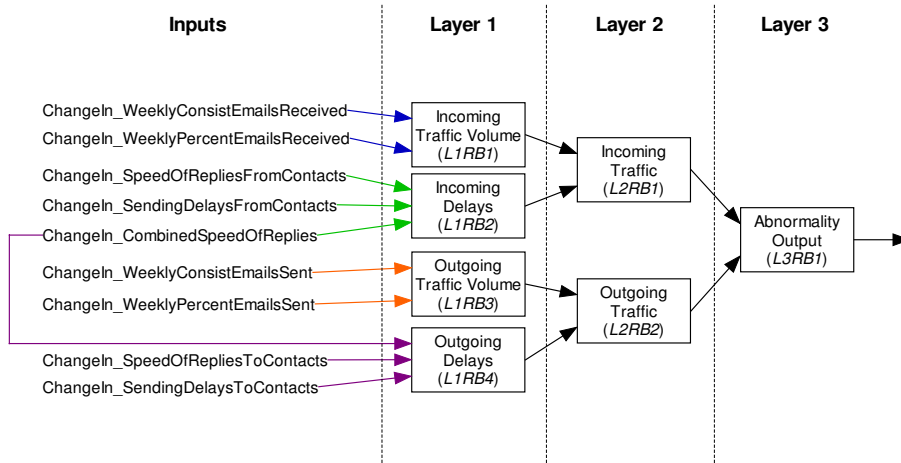 Inputs
Layer 1
Layer 2
Layer 3
ChangeIn_WeeklyConsistEmailsReceived
ChangeIn_WeeklyPercentEmailsReceived
ChangeIn_SpeedOfRepliesFromContacts
ChangeIn_SendingDelaysFromContacts
ChangeIn_CombinedSpeedOfReplies
ChangeIn_WeeklyConsistEmailsSent
ChangeIn_WeeklyPercentEmailsSent
ChangeIn_SpeedOfRepliesToContacts
ChangeIn_SendingDelaysToContacts
Incoming
Traffic Volume
(L1RB1)
Incoming
Delays
(L1RB2)
Outgoing
Traffic Volume
(L1RB3)
Outgoing
Delays
(L1RB4)
Incoming
Traffic
(L2RB1)
Outgoing
Traffic
(L2RB2)
Abnormality
Output
(L3RB1)